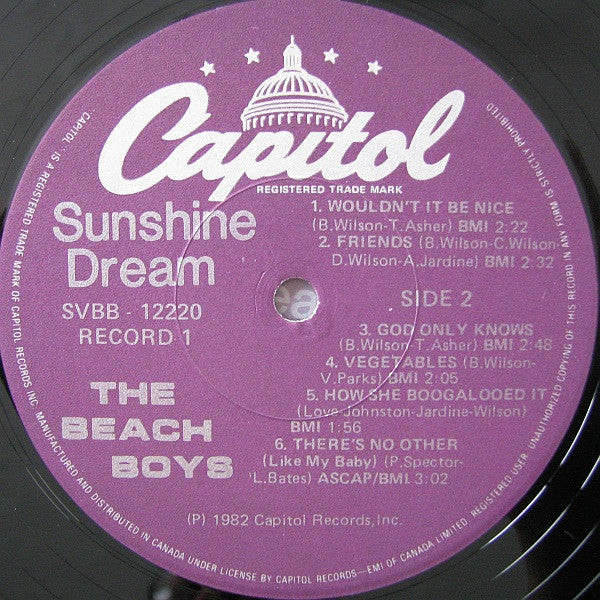 Capitol
REGISTERED TRADE MARK
Sunshine
Dream
SVBB - 12220
RECORD 1
THE
BEACH
BOYS
1. WOULDN'T IT BE NICE
(B.Wilson-T.Asher) BMI 2:22
2. FRIENDS (B.Wilson-C.Wilson-
D.Wilson-A.Jardine) BMI 2:32
SIDE 2
3. GOD ONLY KNOWS
(B.Wilson-T.Asher) BMI 2:48
4. VEGETABLES (B.Wilson-
V.Parks) BMI 2:05
5. HOW SHE BOOGALOOED IT
(Love Johnston-Jardine-Wilson)
BMI 1:56
6. THERE'S NO OTHER
(Like My Baby) (P.Spector-
L.Bates) ASCAP/BMI 3:02
(P) 1982 Capitol Records,Inc.
"CAPITOL" IS A REGISTERED TRADE MARK OF CAPITOL RECORDS INC. MANUFACTURED AND DISTRIBUTED IN CANADA UNDER LICENSE BY CAPITOL RECORDS—EMI OF CANADA LIMITED. REGISTERED USER. UNAUTHORIZED COPYING OF THIS RECORD IN ANY FORM IS STRICTLY PROHIBITED